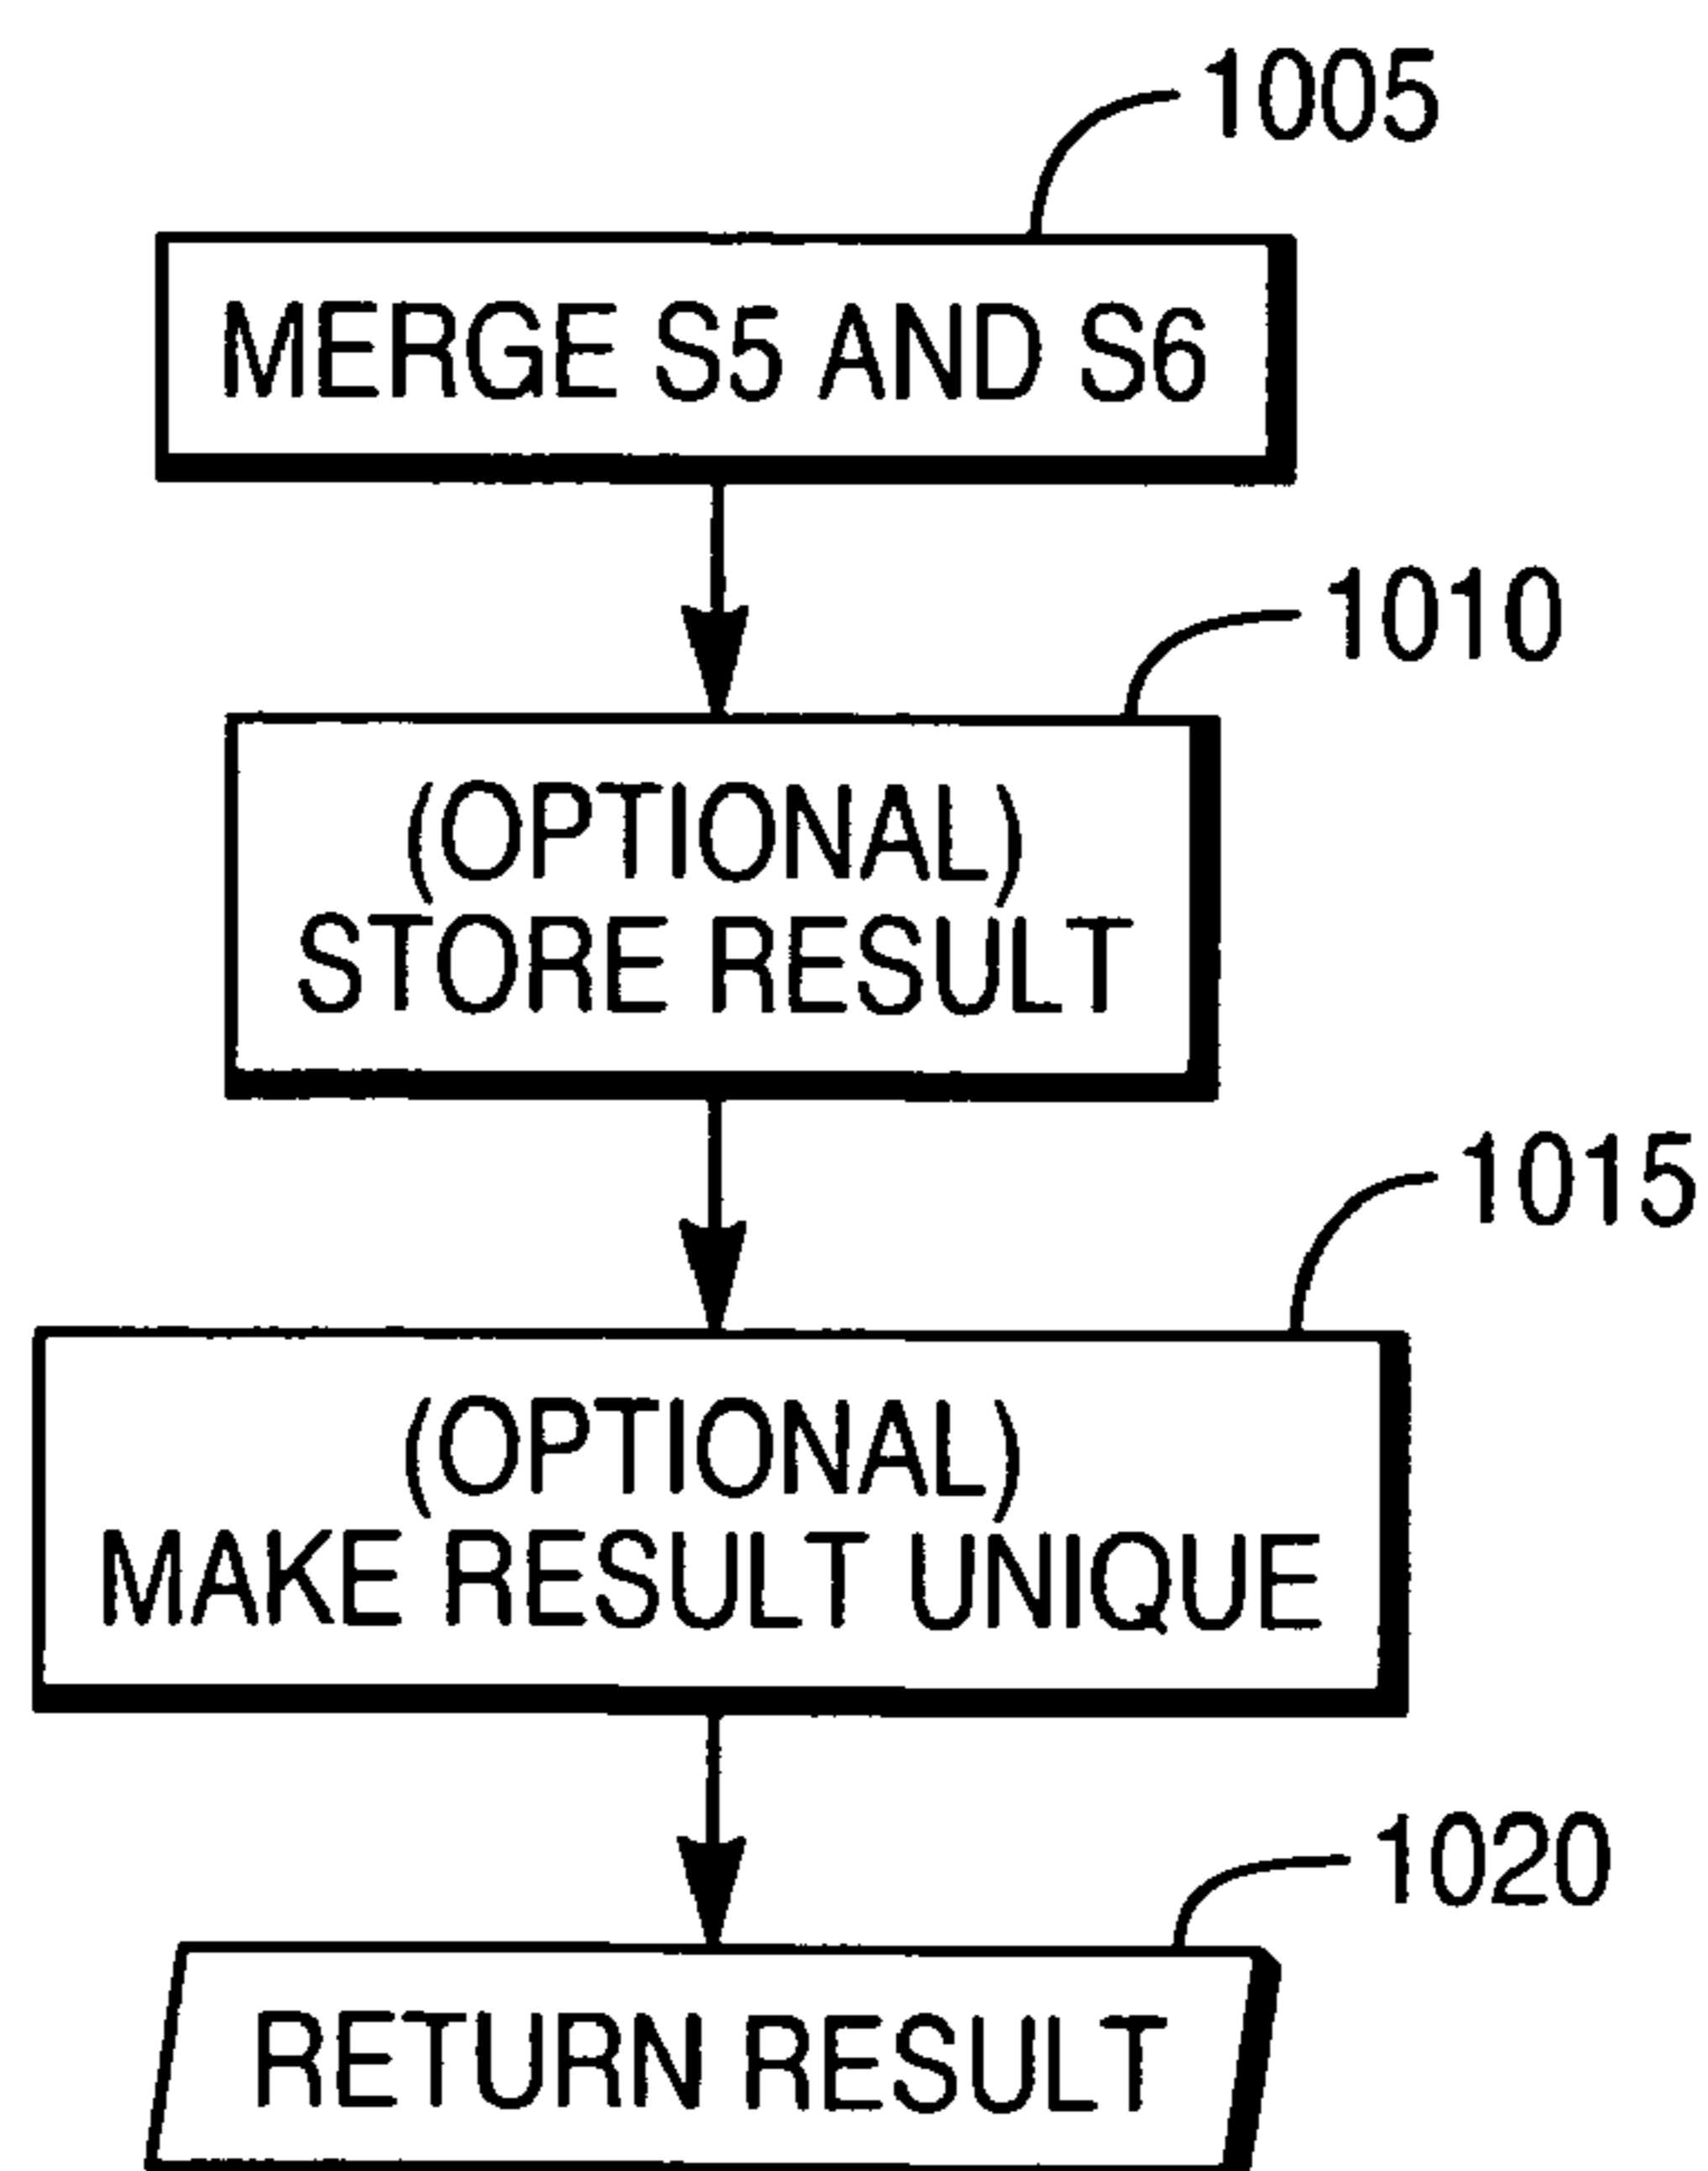 1005
MERGE S5 AND S6
1010
(OPTIONAL)
STORE RESULT
1015
(OPTIONAL)
MAKE RESULT UNIQUE
1020
RETURN RESULT